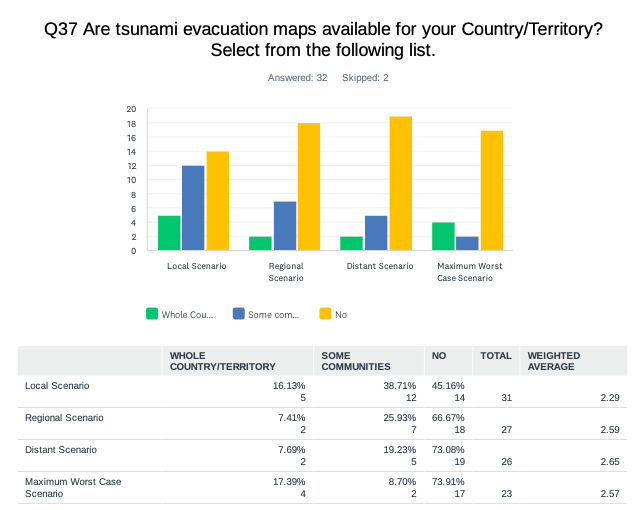 Q37 Are tsunami evacuation maps available for your Country/Territory?
Select from the following list.
Answered: 32 Skipped: 2
20
18
16
14
12
10
8
6
4
2
0
Local Scenario
Regional
Scenario
Distant Scenario
Maximum Worst
Case Scenario
Whole Cou... Some com... No
WHOLE
COUNTRY/TERRITORY
SOME
COMMUNITIES
NO
TOTAL
WEIGHTED
AVERAGE
Local Scenario 16.13% 38.71% 45.16%
5 12 14 31 2.29
Regional Scenario 7.41% 25.93% 66.67%
2 7 18 27 2.59
Distant Scenario 7.69% 19.23% 73.08%
2 5 19 26 2.65
Maximum Worst Case 17.39% 8.70% 73.91%
Scenario 4 2 17 23 2.57